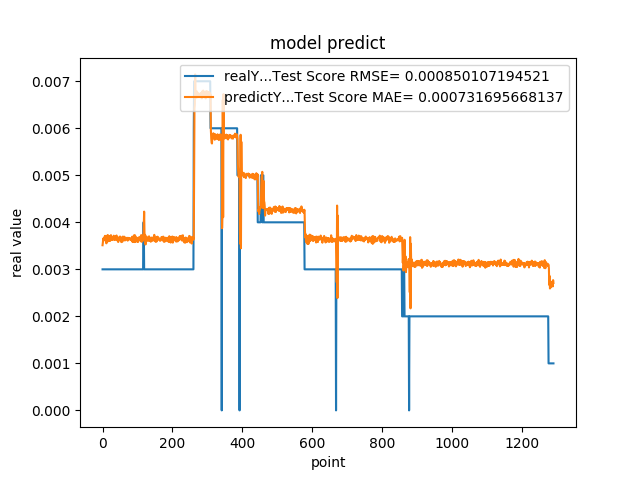 model predict
realY...Test Score RMSE= 0.000850107194521
predictY...Test Score MAE= 0.000731695668137
real value
0.007
0.006
0.005
0.004
0.003
0.002
0.001
0.000
0 200 400 600 800 1000 1200
point